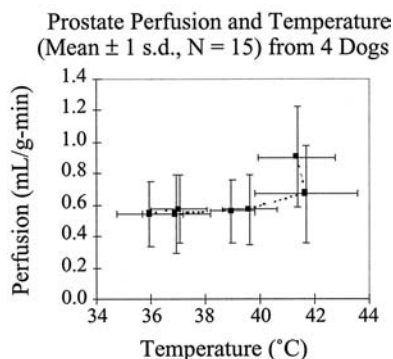 Prostate Perfusion and Temperature
(Mean ± 1 s.d., N = 15) from 4 Dogs
Perfusion (mL/g-min)
1.4
1.2
1.0
0.8
0.6
0.4
0.2
0.0
34 36 38 40 42 44
Temperature (˚C)